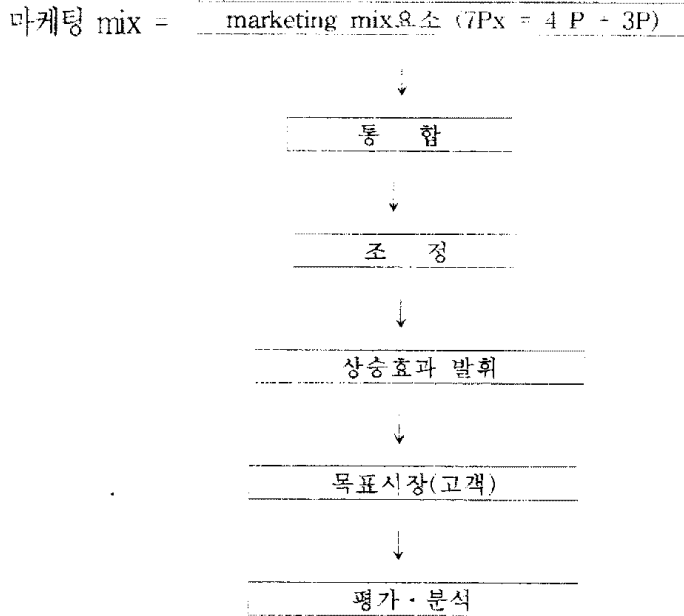 마케팅 mix = marketing mix요소 (7Px = 4 P + 3P)
↓
통 합
↓
조 정
↓
상승효과 발휘
↓
목표시장(고객)
↓
평가·분석